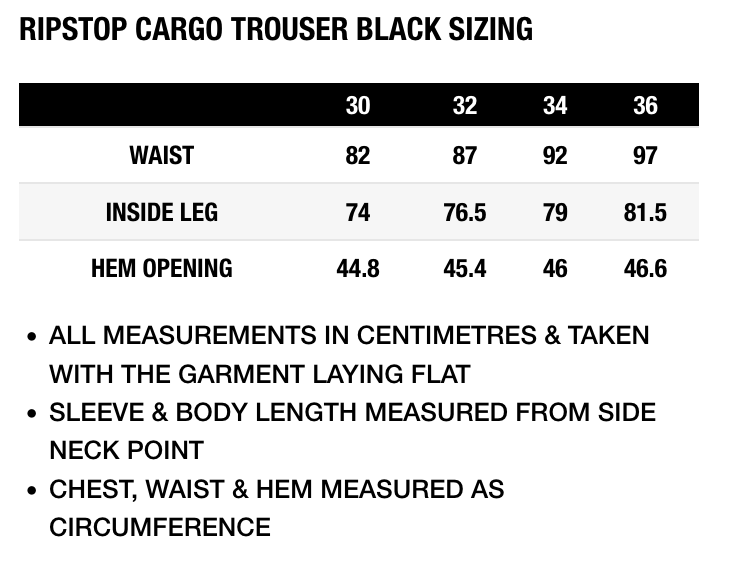 RIPSTOP CARGO TROUSER BLACK SIZING
30 32 34 36
WAIST 82 87 92 97
INSIDE LEG 74 76.5 79 81.5
HEM OPENING 44.8 45.4 46 46.6
• ALL MEASUREMENTS IN CENTIMETRES & TAKEN
WITH THE GARMENT LAYING FLAT
• SLEEVE & BODY LENGTH MEASURED FROM SIDE
NECK POINT
• CHEST, WAIST & HEM MEASURED AS
CIRCUMFERENCE